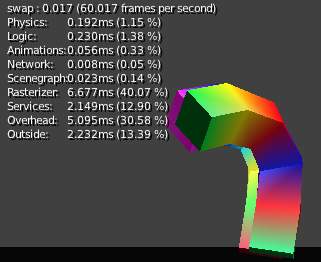 swap : 0.017 (60.017 frames per second)
Physics: 0.192ms (1.15 %)
Logic: 0.230ms (1.38 %)
Animations: 0.056ms (0.33 %)
Network: 0.008ms (0.05 %)
Scenegraph: 0.023ms (0.14 %)
Rasterizer: 6.677ms (40.07 %)
Services: 2.149ms (12.90 %)
Overhead: 5.095ms (30.58 %)
Outside: 2.232ms (13.39 %)